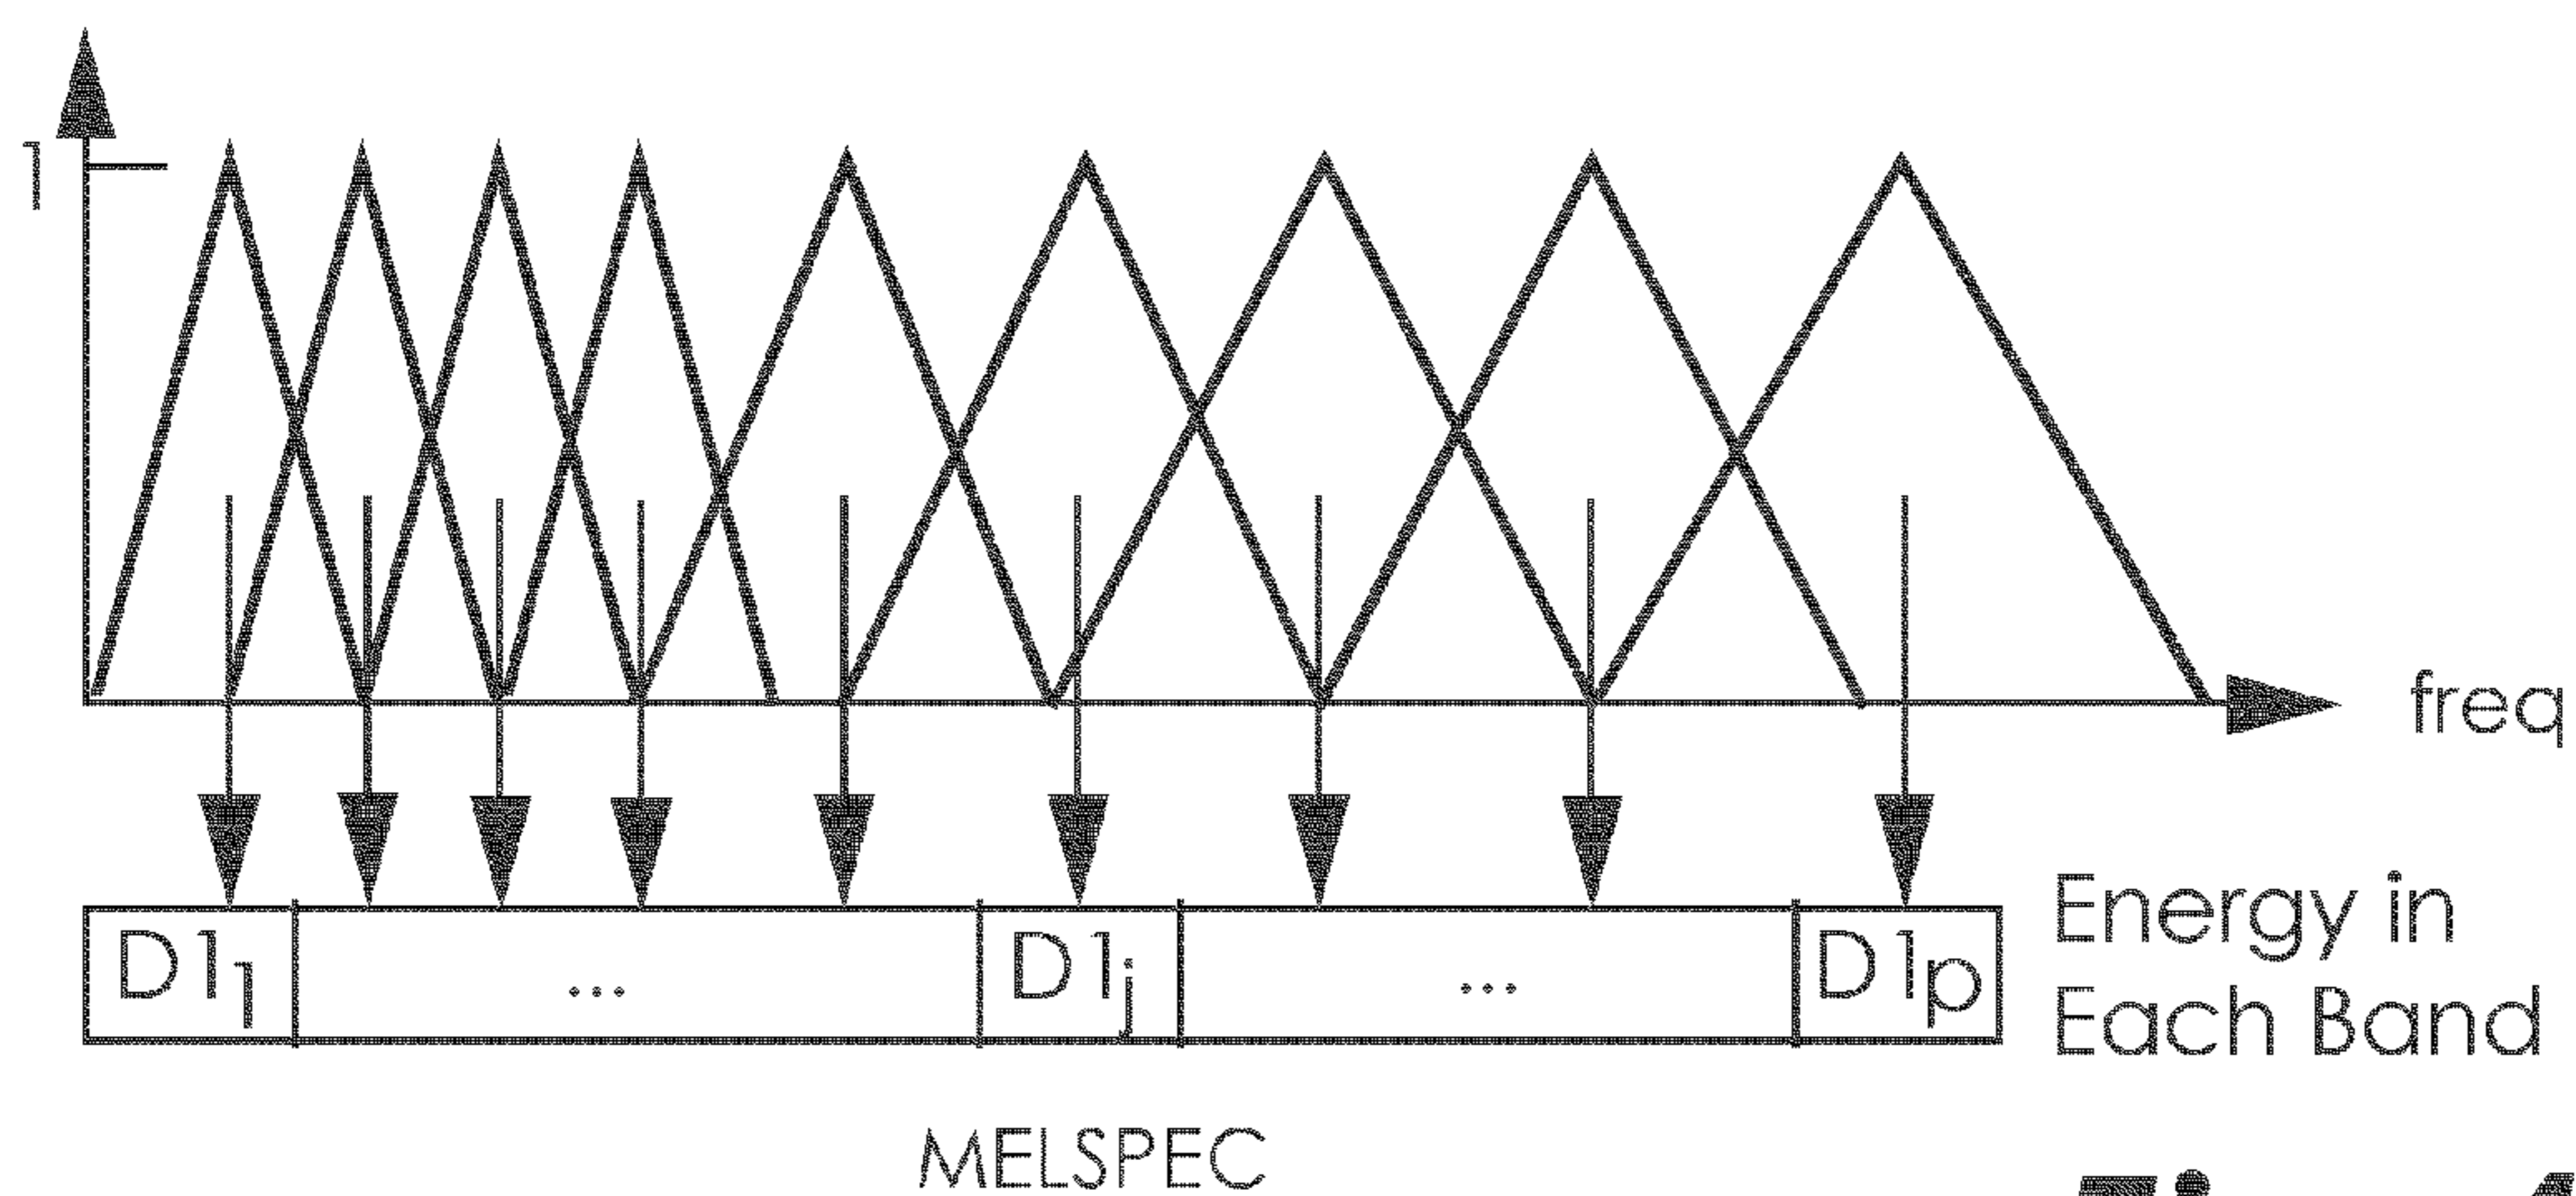 1
freq
D1₁ ... D1ⱼ ... D1ₚ
Energy in
Each Band
MELSPEC